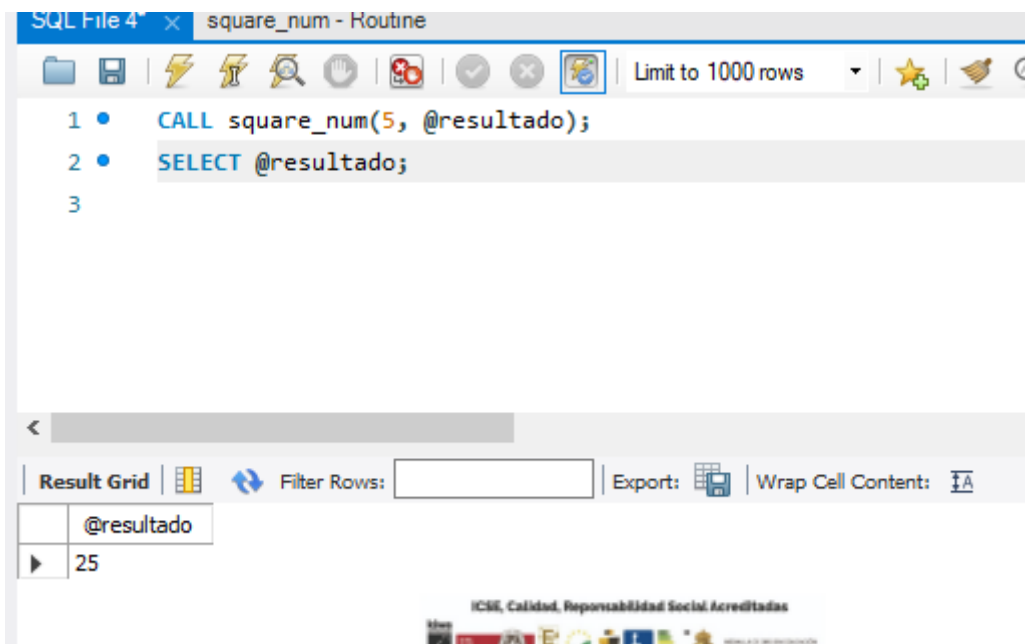 SQL File 4* × square_num - Routine
Limit to 1000 rows
1 CALL square_num(5, @resultado);
2 SELECT @resultado;
3
Result Grid Filter Rows: Export: Wrap Cell Content:
@resultado
25
ICSE, Calidad, Reponsabilidad Social Acreditadas